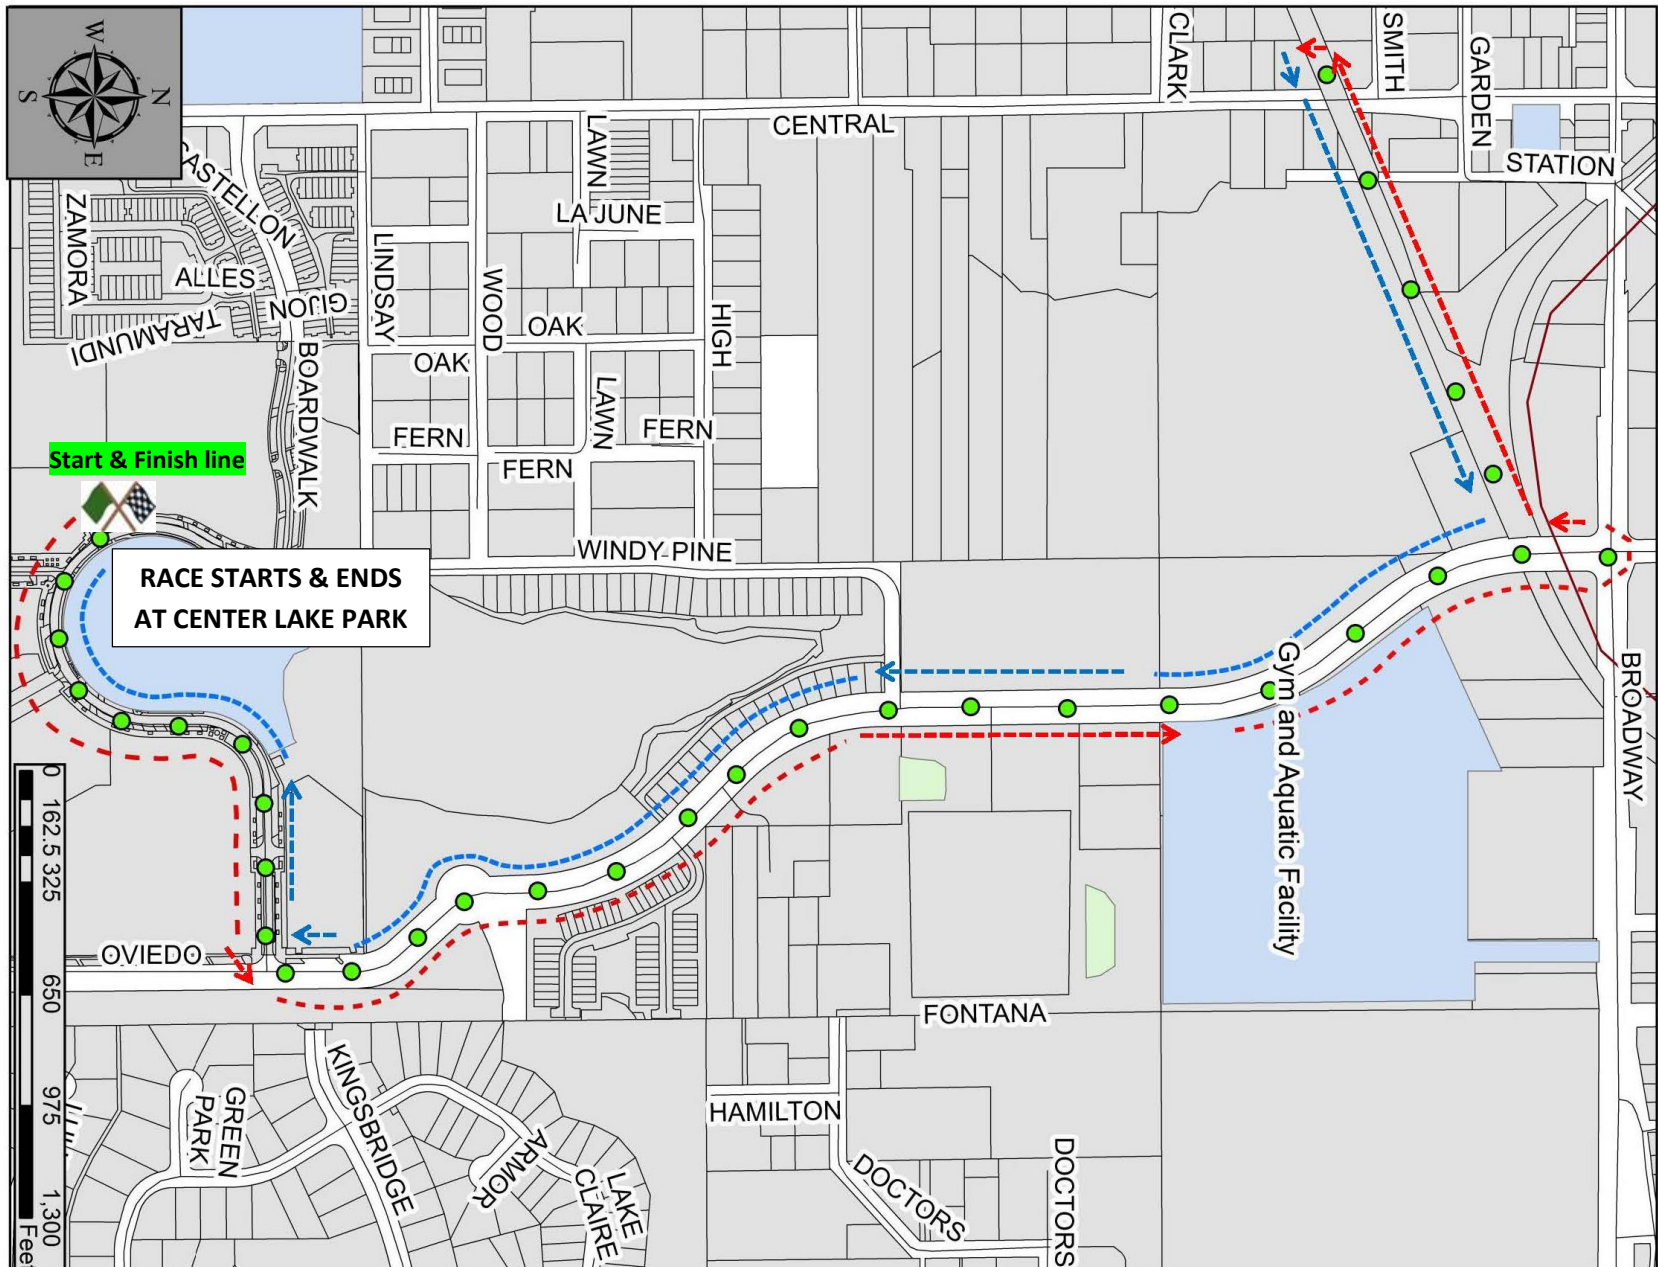 W
N
S
E
CLARK
SMITH
GARDEN
CENTRAL
STATION
LAWN
CASTELLON
ZAMORA
LA JUNE
ALLES
GIJON
LINDSAY
WOOD
OAK
HIGH
TARAMUNDI
OAK
BOARDWALK
LAWN
FERN
FERN
FERN
Start & Finish line
WINDY PINE
RACE STARTS & ENDS
AT CENTER LAKE PARK
Gym and Aquatic Facility
BROADWAY
0 162.5 325 650 975 1,300
Feet
OVIEDO
FONTANA
KINGSBRIDGE
GREEN
PARK
HAMILTON
ARMOR
LAKE
CLAIRE
DOCTORS
DOCTORS